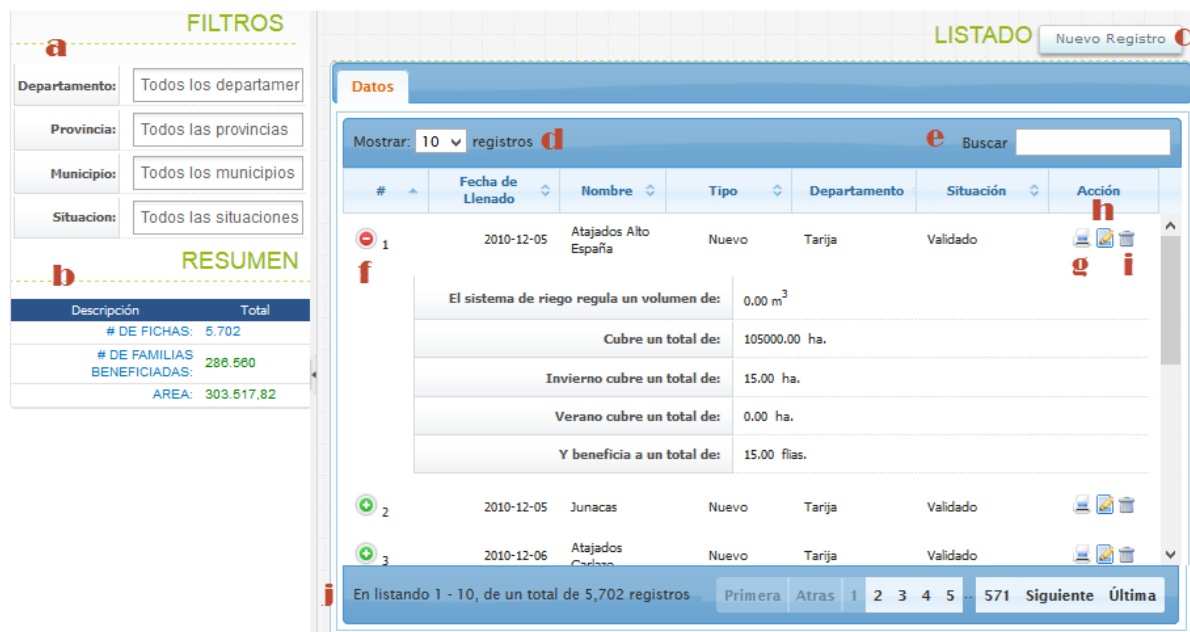 FILTROS
a
Departamento: Todos los departamer
Provincia: Todos las provincias
Municipio: Todos los municipios
Situacion: Todos las situaciones
RESUMEN
b
Descripción Total
# DE FICHAS: 5.702
# DE FAMILIAS
BENEFICIADAS: 286.560
AREA: 303.517,82
LISTADO Nuevo Registro c
Datos
Mostrar: 10 registros d e Buscar
# Fecha de
Llenado Nombre Tipo Departamento Situación Acción
h
1 2010-12-05 Atajados Alto
España Nuevo Tarija Validado
f g i
El sistema de riego regula un volumen de: 0.00 m³
Cubre un total de: 105000.00 ha.
Invierno cubre un total de: 15.00 ha.
Verano cubre un total de: 0.00 ha.
Y beneficia a un total de: 15.00 flias.
2 2010-12-05 Junacas Nuevo Tarija Validado
3 2010-12-06 Atajados
Nuevo Tarija Validado
j En listando 1 - 10, de un total de 5,702 registros Primera Atras 1 2 3 4 5 .. 571 Siguiente Última